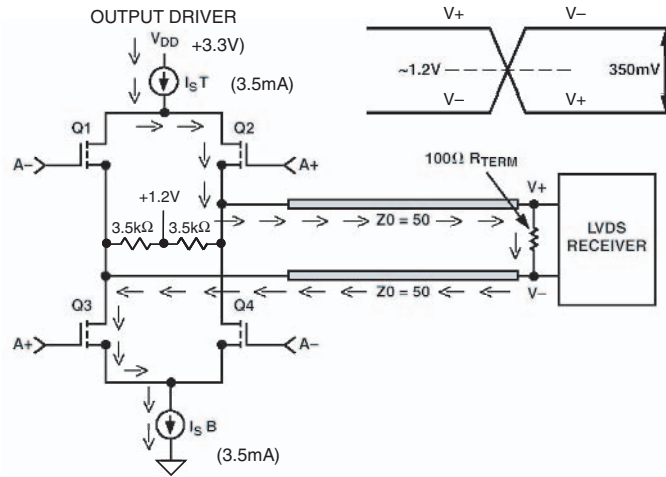 OUTPUT DRIVER
VDD +3.3V)
IST (3.5mA)
V+ V–
~1.2V 350mV
V– V+
Q1 Q2
A– A+
100Ω RTERM
+1.2V
3.5kΩ 3.5kΩ
V+
Z0 = 50
LVDS
RECEIVER
Z0 = 50
V–
Q3 Q4
A+ A–
ISB
(3.5mA)